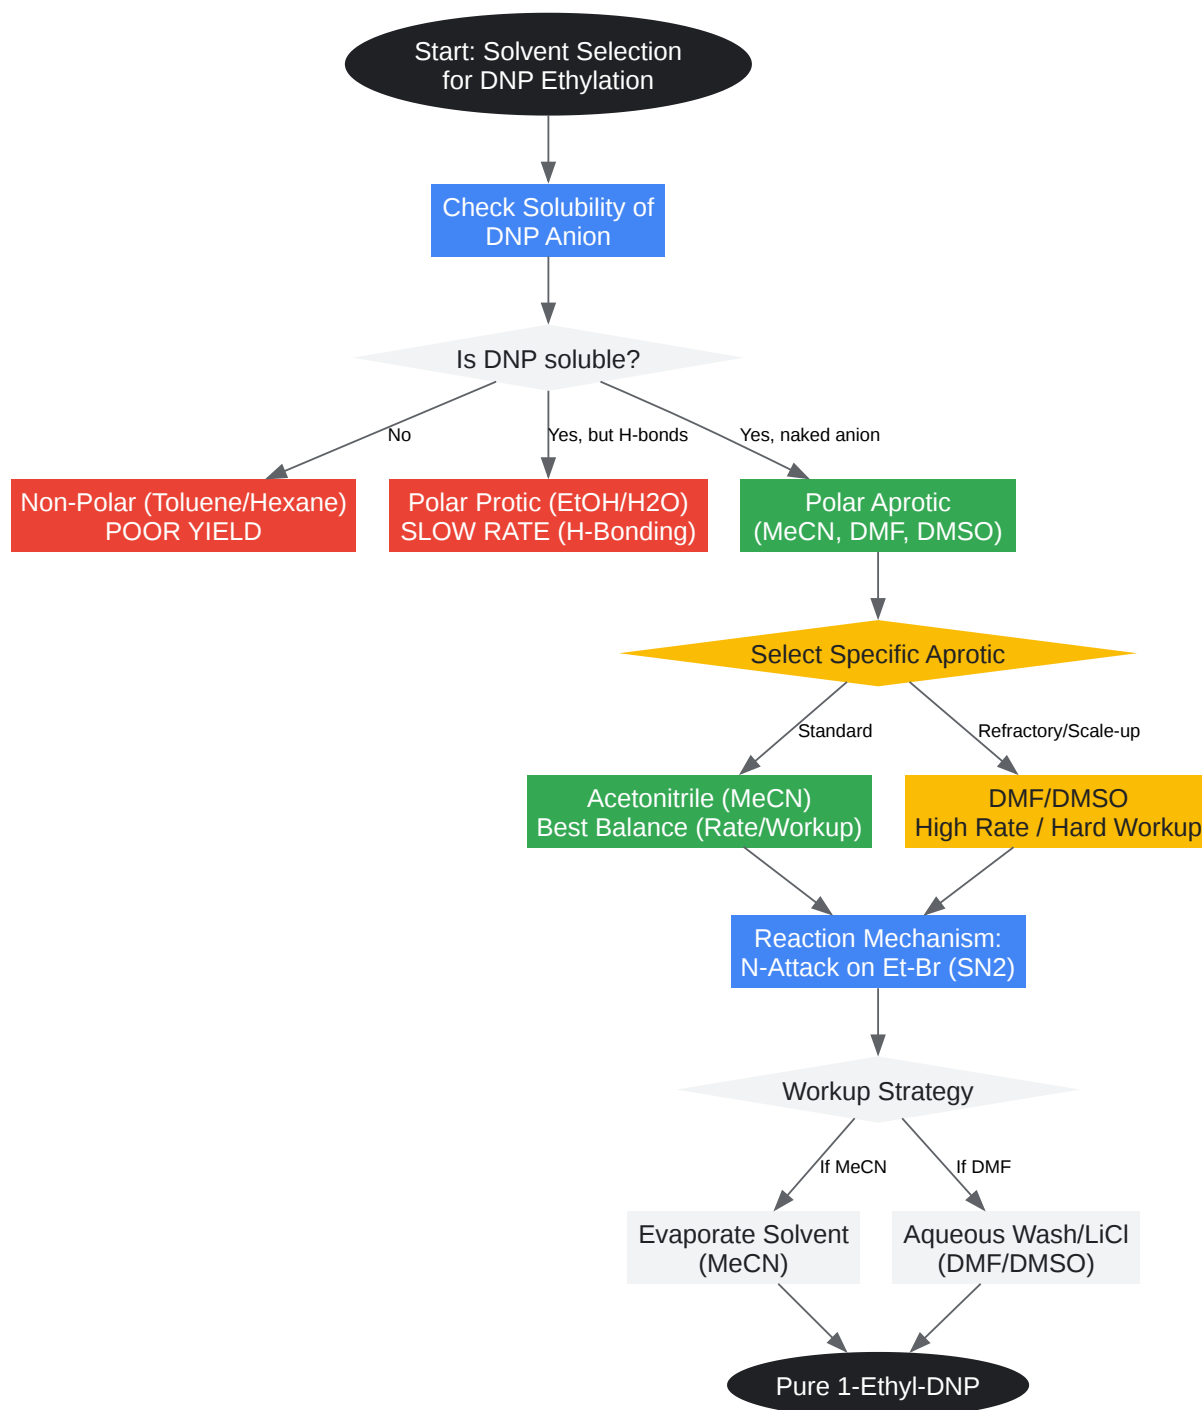 Start: Solvent Selection
for DNP Ethylation
Check Solubility of
DNP Anion
Is DNP soluble?
No
Yes, but H-bonds
Yes, naked anion
Non-Polar (Toluene/Hexane)
POOR YIELD
Polar Protic (EtOH/H2O)
SLOW RATE (H-Bonding)
Polar Aprotic
(MeCN, DMF, DMSO)
Select Specific Aprotic
Standard
Refractory/Scale-up
Acetonitrile (MeCN)
Best Balance (Rate/Workup)
DMF/DMSO
High Rate / Hard Workup
Reaction Mechanism:
N-Attack on Et-Br (SN2)
Workup Strategy
If MeCN
If DMF
Evaporate Solvent
(MeCN)
Aqueous Wash/LiCl
(DMF/DMSO)
Pure 1-Ethyl-DNP